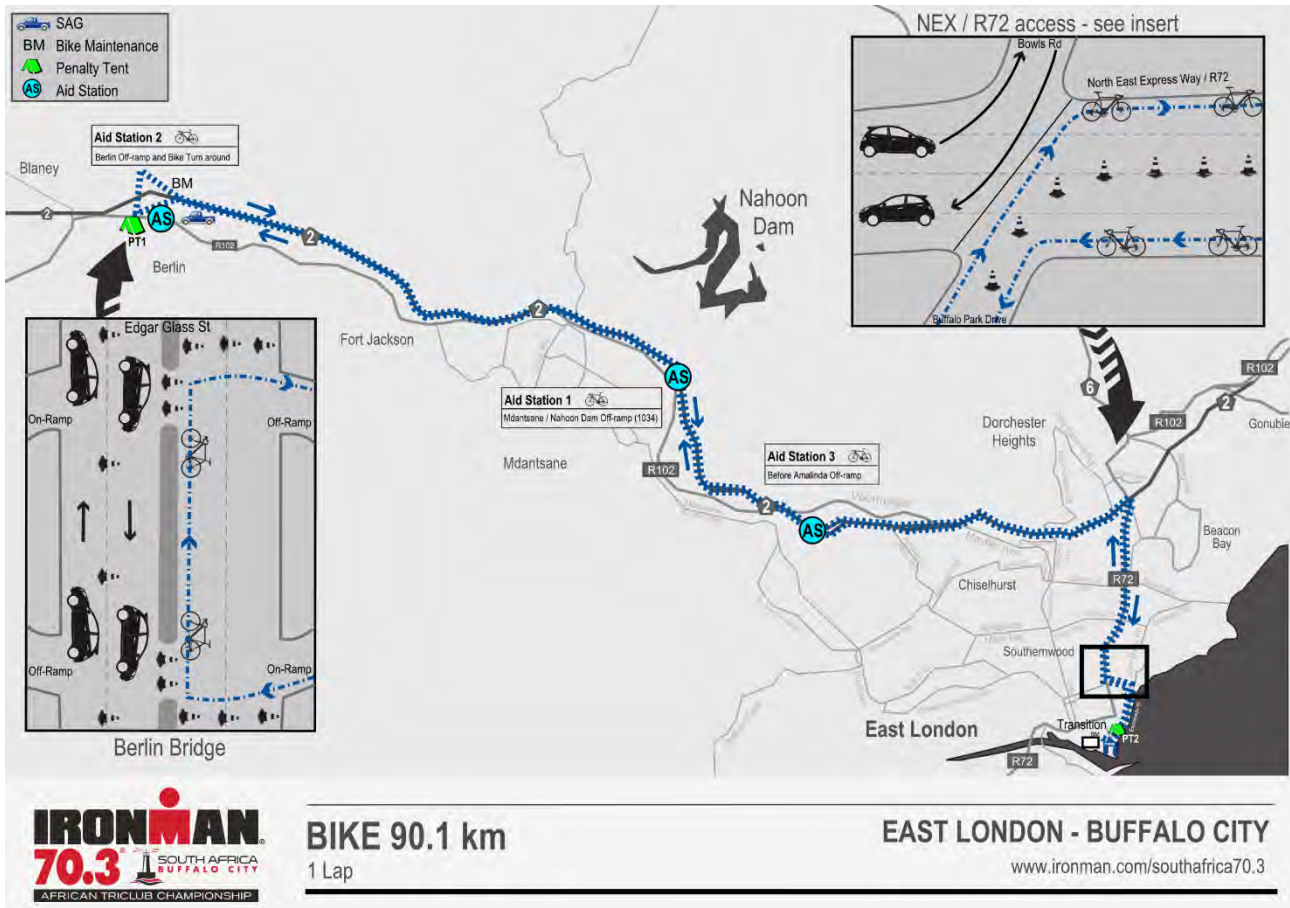 SAG
BM Bike Maintenance
Penalty Tent
AS Aid Station
NEX / R72 access - see insert
Bowls Rd
North East Express Way / R72
Buffalo Park Drive
Aid Station 2
Berlin Off-ramp and Bike Turn around
Blaney
BM
2
AS
PT1
R102
2
Berlin
Nahoon
Dam
Edgar Glass St
On-Ramp
Off-Ramp
Off-Ramp
On-Ramp
Berlin Bridge
Fort Jackson
2
AS
Aid Station 1
Mdantsane / Nahoon Dam Off-ramp (1034)
Mdantsane
R102
Aid Station 3
Before Amalinda Off-ramp
2
AS
6
R102
2
R102
Gonubie
Dorchester
Heights
Beacon
Bay
Chiselhurst
R72
Southernwood
East London
Transition
PT2
R72
IRONMAN
70.3
SOUTH AFRICA
BUFFALO CITY
AFRICAN TRICLUB CHAMPIONSHIP
BIKE 90.1 km
1 Lap
EAST LONDON - BUFFALO CITY
www.ironman.com/southafrica70.3